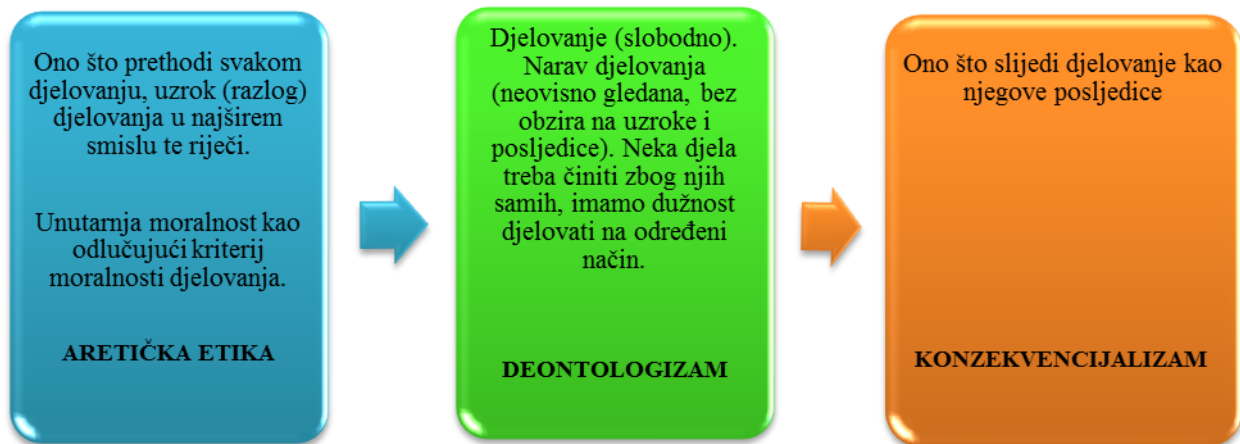 Ono što prethodi svakom
djelovanju, uzrok (razlog)
djelovanja u najširem
smislu te riječi.
Unutarnja moralnost kao
odlučujući kriterij
moralnosti djelovanja.
ARETIČKA ETIKA
Djelovanje (slobodno).
Narav djelovanja
(neovisno gledana, bez
obzira na uzroke i
posljedice). Neka djela
treba činiti zbog njih
samih, imamo dužnost
djelovati na određeni
način.
DEONTOLOGIZAM
Ono što slijedi djelovanje kao
njegove posljedice
KONZEKVENCIJALIZAM